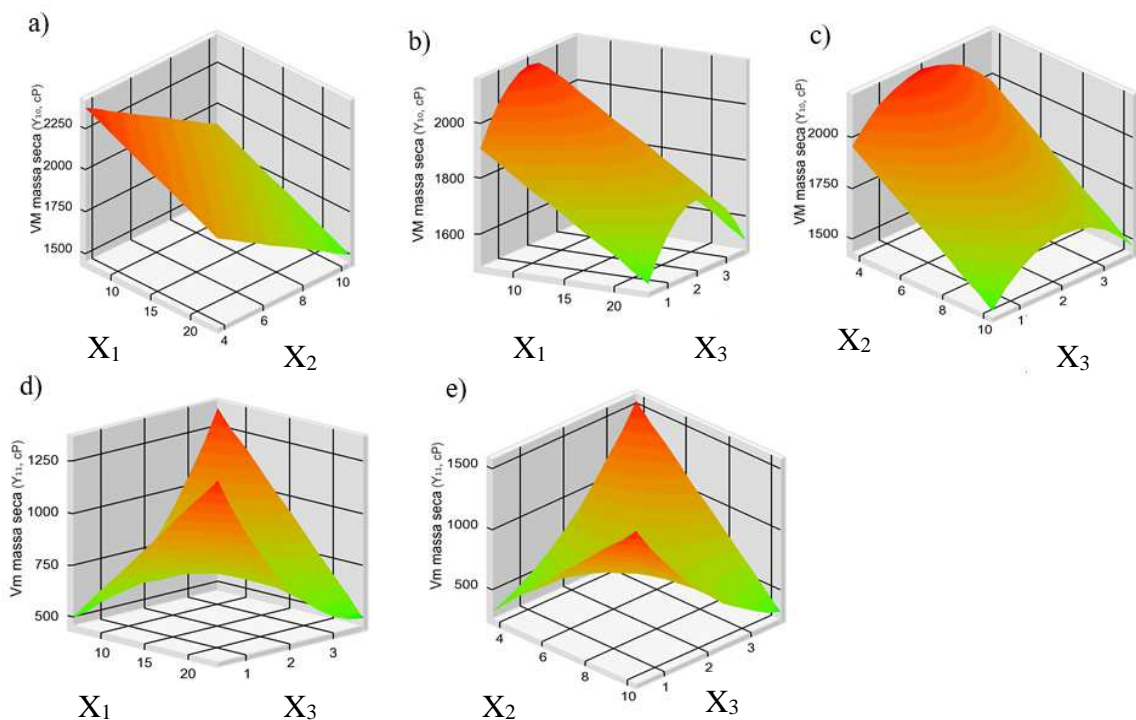 a)
VM massa seca (Y₁₀, cP)
2250
2000
1750
1500
10
15
20
4
6
8
10
X₁
X₂
b)
VM massa seca (Y₁₀, cP)
2000
1800
1600
10
15
20
1
2
3
X₁
X₃
c)
VM massa seca (Y₁₀, cP)
2000
1750
1500
4
6
8
10
1
2
3
X₂
X₃
d)
Vm massa seca (Y₁₁, cP)
1250
1000
750
500
10
15
20
1
2
3
X₁
X₃
e)
Vm massa seca (Y₁₁, cP)
1500
1000
500
4
6
8
10
1
2
3
X₂
X₃